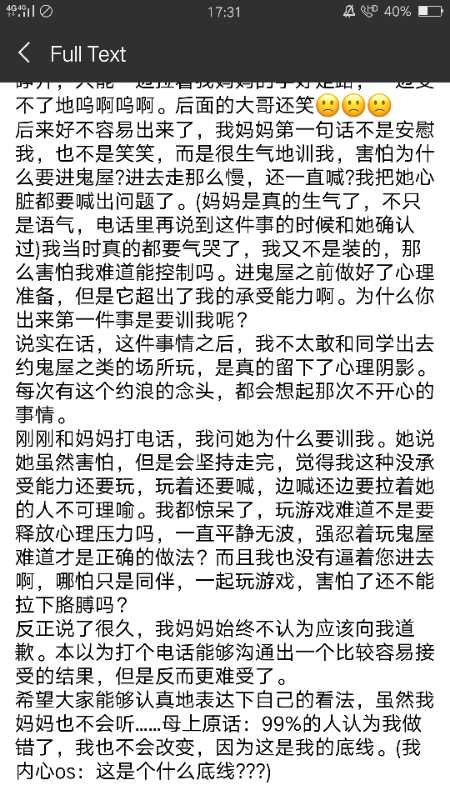 17:31
40%
Full Text
不了地呜啊呜啊。后面的大哥还笑🙁🙁🙁
后来好不容易出来了，我妈妈第一句话不是安慰
我，也不是笑笑，而是很生气地训我，害怕为什
么要进鬼屋?进去走那么慢，还一直喊?我把她心
脏都要喊出问题了。(妈妈是真的生气了，不只
是语气，电话里再说到这件事的时候和她确认
过)我当时真的都要气哭了，我又不是装的，那
么害怕我难道能控制吗。进鬼屋之前做好了心理
准备，但是它超出了我的承受能力啊。为什么你
出来第一件事是要训我呢？
说实在话，这件事情之后，我不太敢和同学出去
约鬼屋之类的场所玩，是真的留下了心理阴影。
每次有这个约浪的念头，都会想起那次不开心的
事情。
刚刚和妈妈打电话，我问她为什么要训我。她说
她虽然害怕，但是会坚持走完，觉得我这种没承
受能力还要玩，玩着还要喊，边喊还边要拉着她
的人不可理喻。我都惊呆了，玩游戏难道不是要
释放心理压力吗，一直平静无波，强忍着玩鬼屋
难道才是正确的做法？而且我也没有逼着您进去
啊，哪怕只是同伴，一起玩游戏，害怕了还不能
拉下胳膊吗？
反正说了很久，我妈妈始终不认为应该向我道
歉。本以为打个电话能够沟通出一个比较容易接
受的结果，但是反而更难受了。
希望大家能够认真地表达下自己的看法，虽然我
妈妈也不会听……母上原话：99%的人认为我做
错了，我也不会改变，因为这是我的底线。(我
内心os：这是个什么底线???)